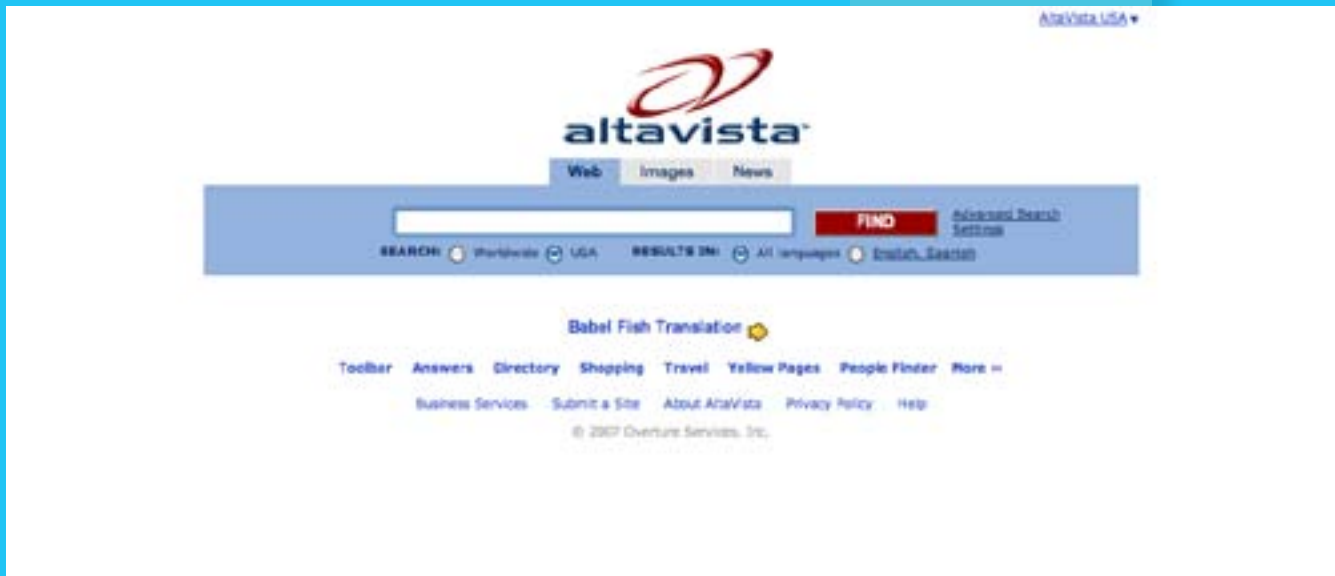 AltaVista USA
altavista™
Web Images News
FIND Advanced Search
Settings
SEARCH: Worldwide USA RESULTS IN: All languages English, Spanish
Babel Fish Translation
Toolbar Answers Directory Shopping Travel Yellow Pages People Finder More »
Business Services Submit a Site About AltaVista Privacy Policy Help
© 2007 Overture Services, Inc.